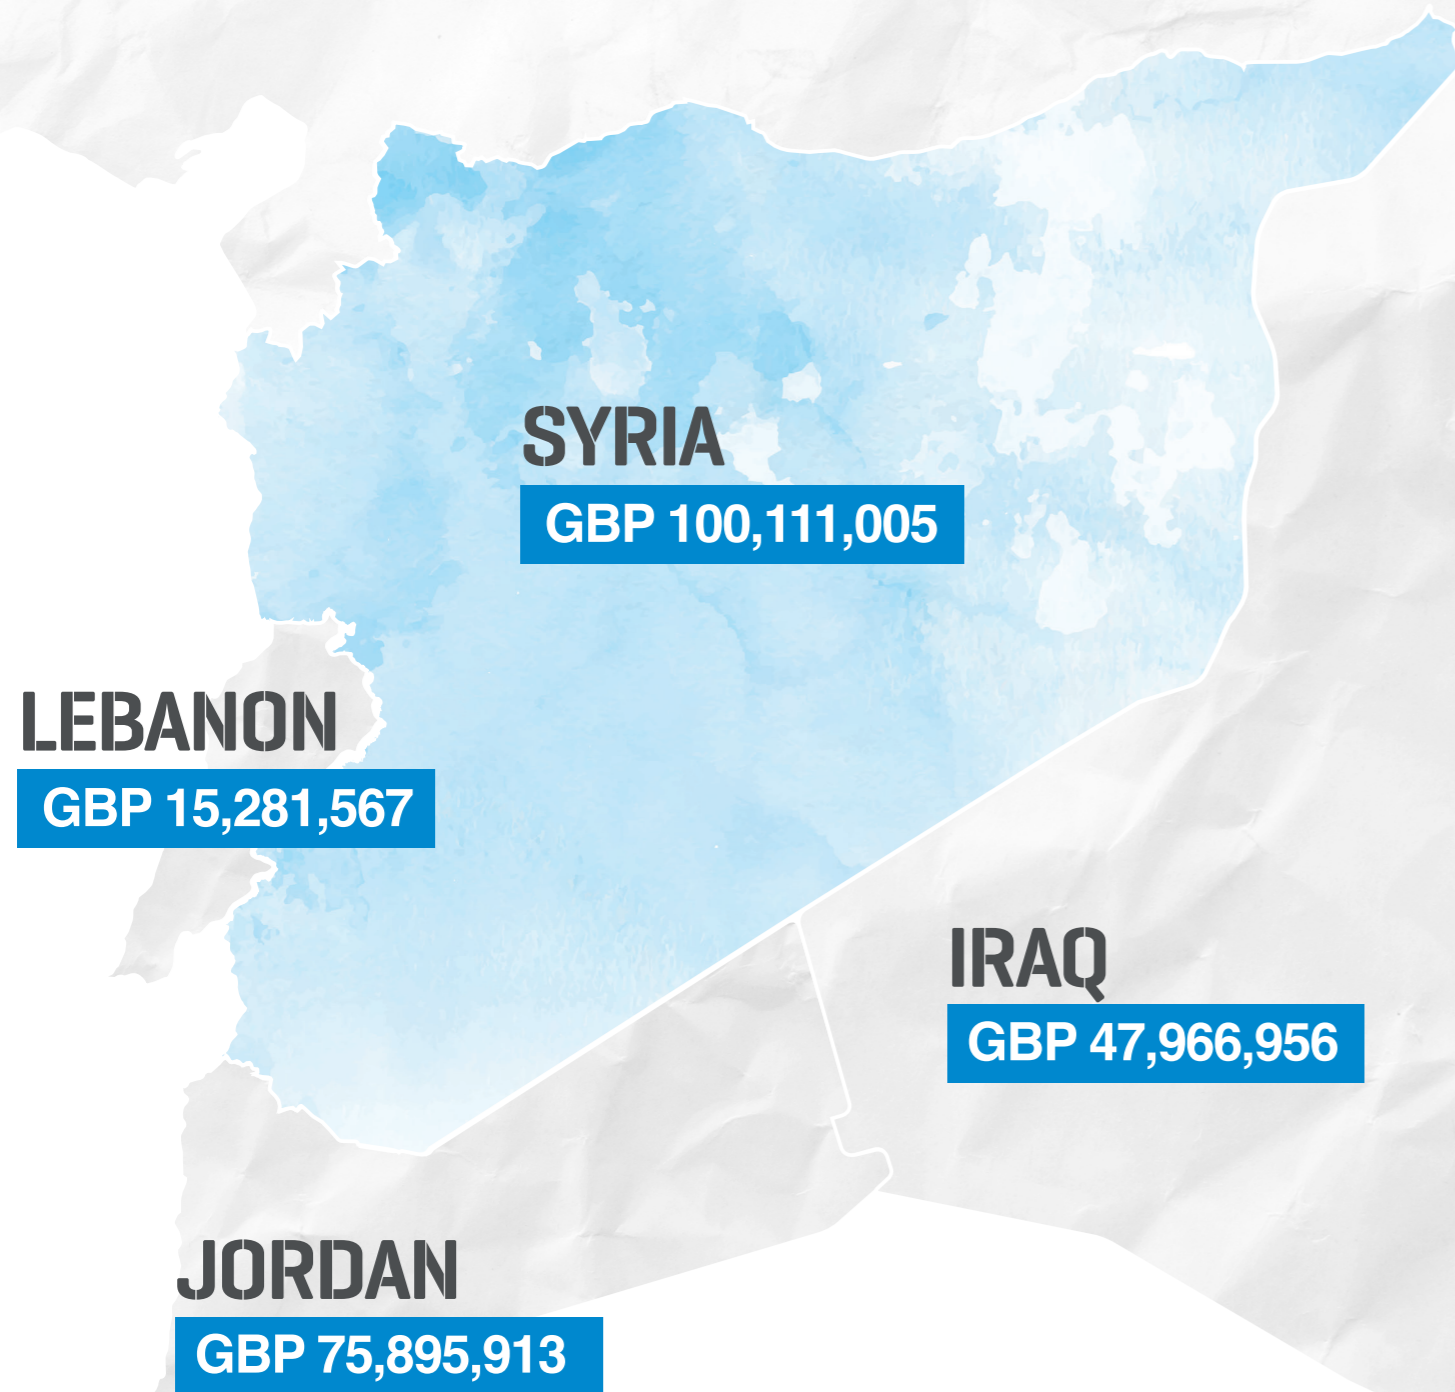 SYRIA
GBP 100,111,005
LEBANON
GBP 15,281,567
IRAQ
GBP 47,966,956
JORDAN
GBP 75,895,913